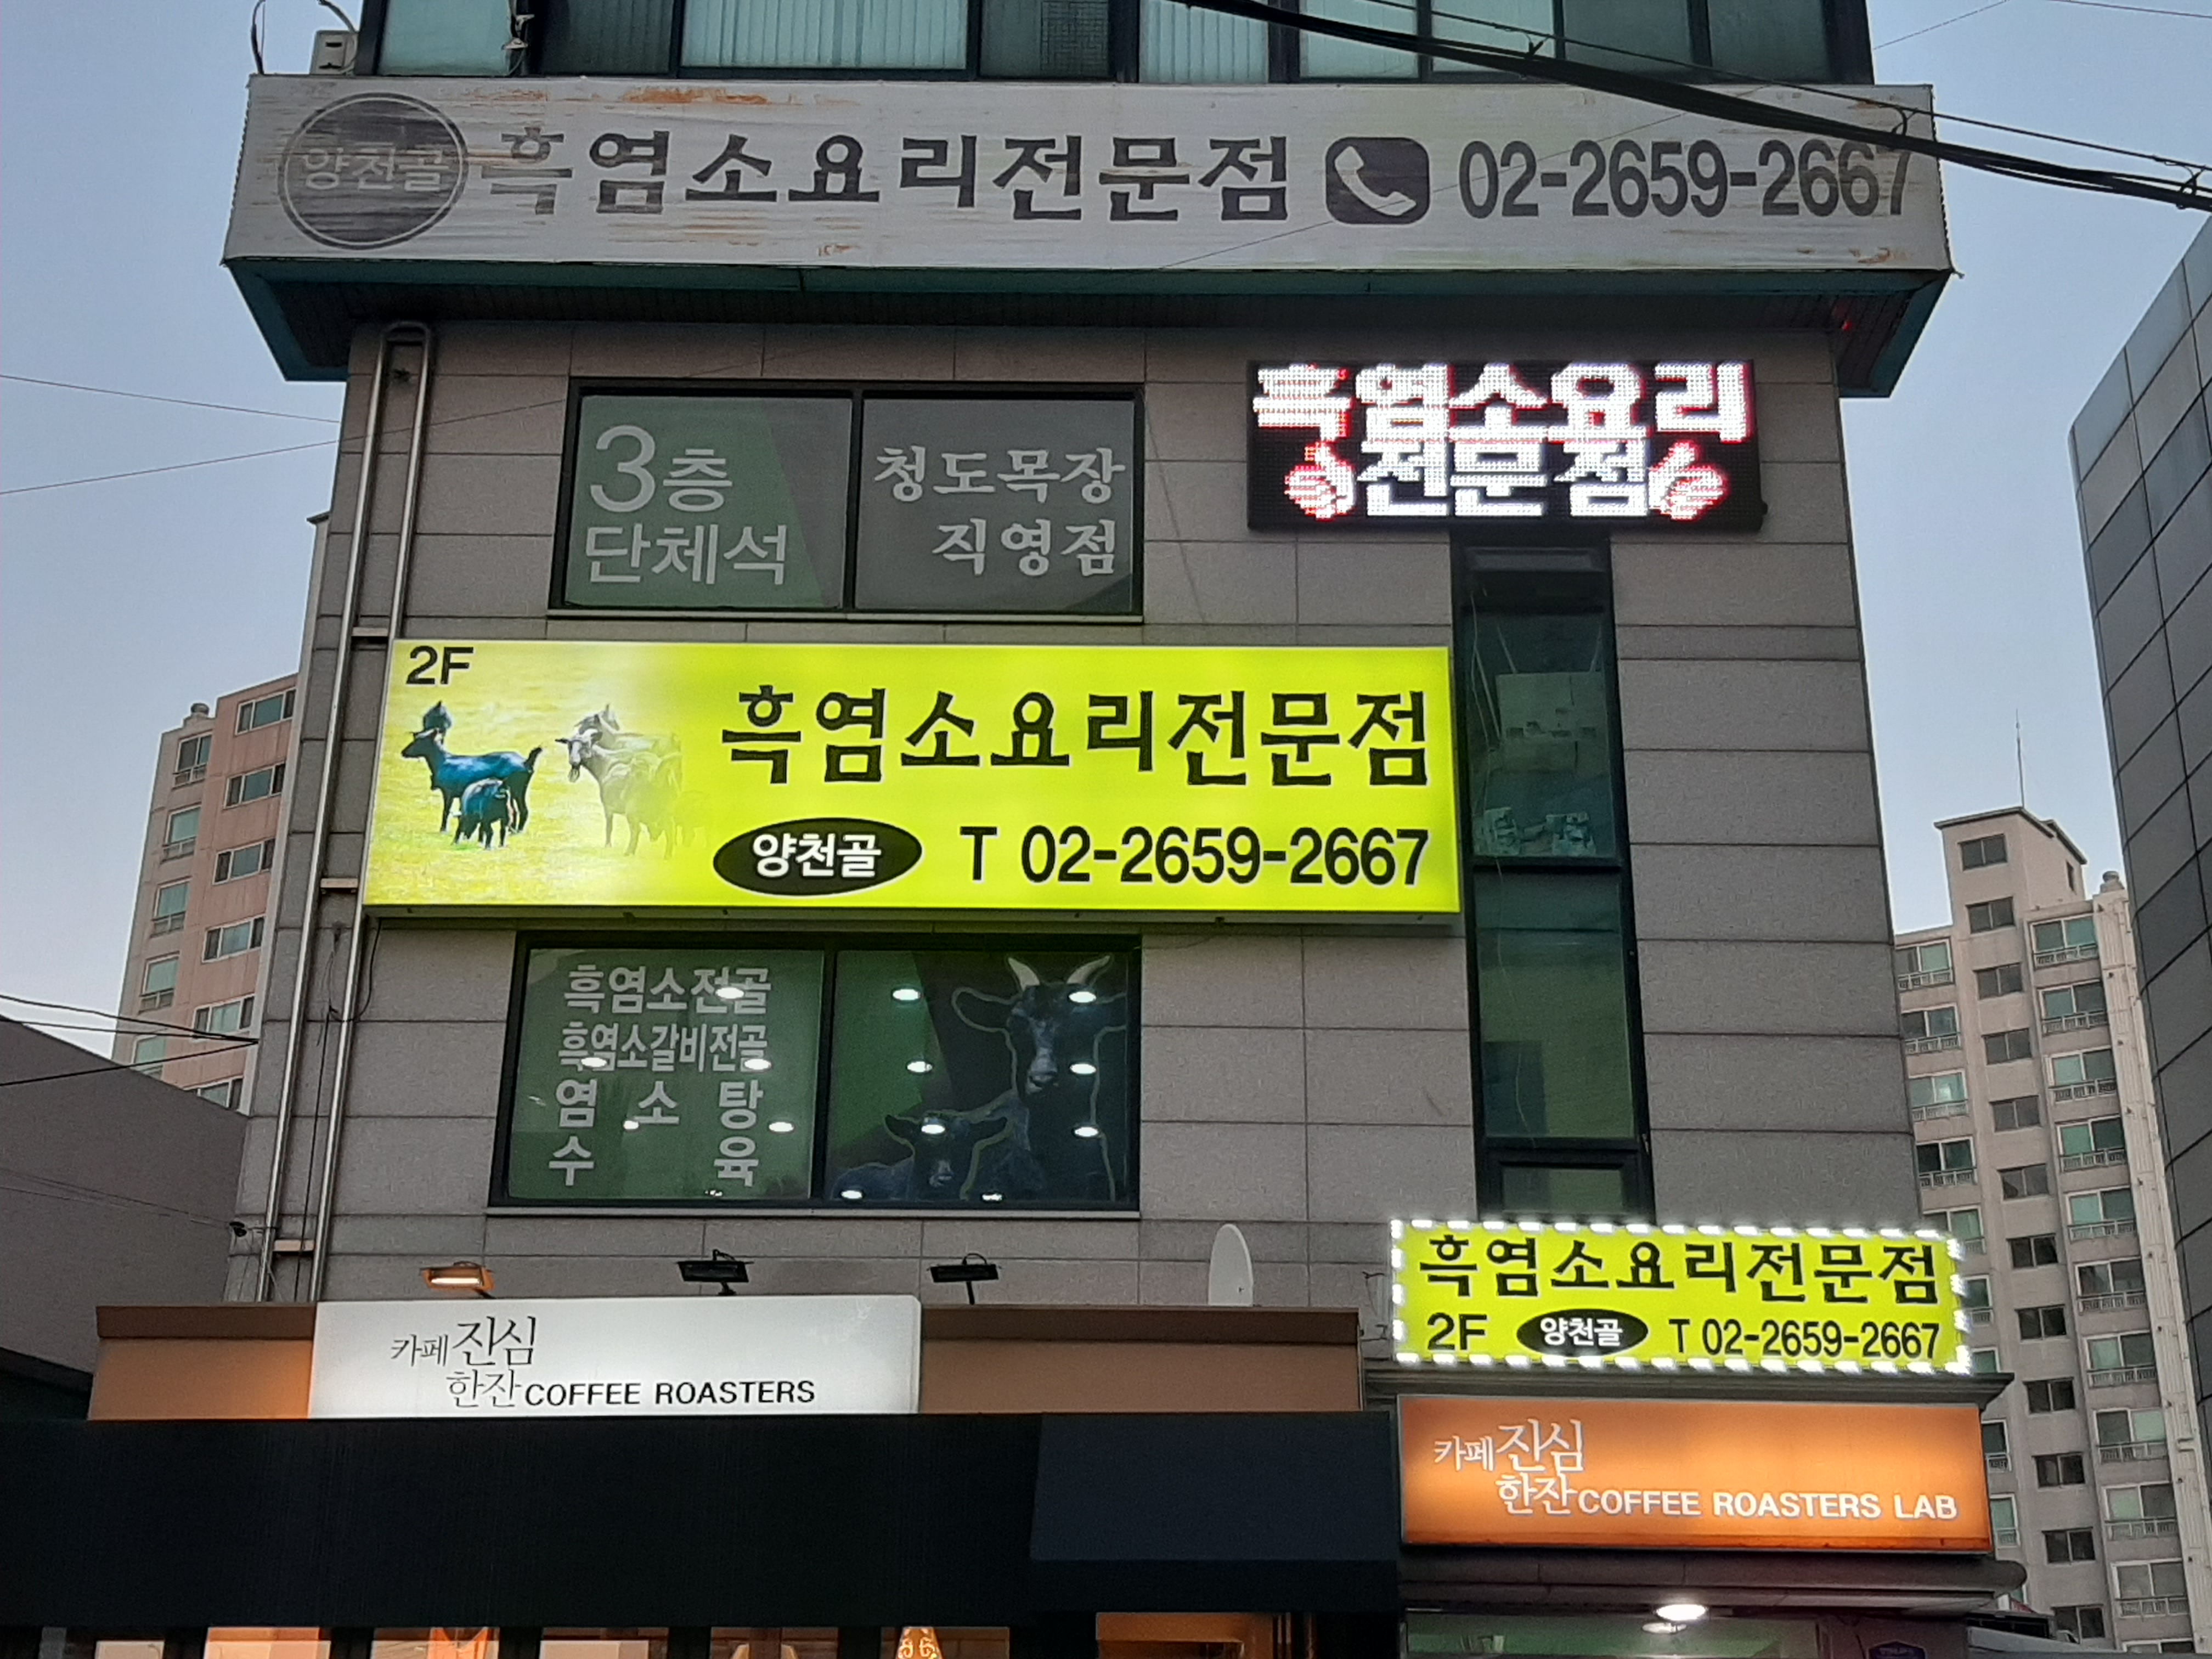 양천골 흑염소요리전문점 02-2659-2667
흑염소요리
전문점
3층
단체석
청도목장
직영점
2F
흑염소요리전문점
양천골 T 02-2659-2667
흑염소전골
흑염소갈비전골
염 소 탕
수 육
흑염소요리전문점
2F 양천골 T 02-2659-2667
카페 진심
한잔 COFFEE ROASTERS
카페 진심
한잔 COFFEE ROASTERS LAB